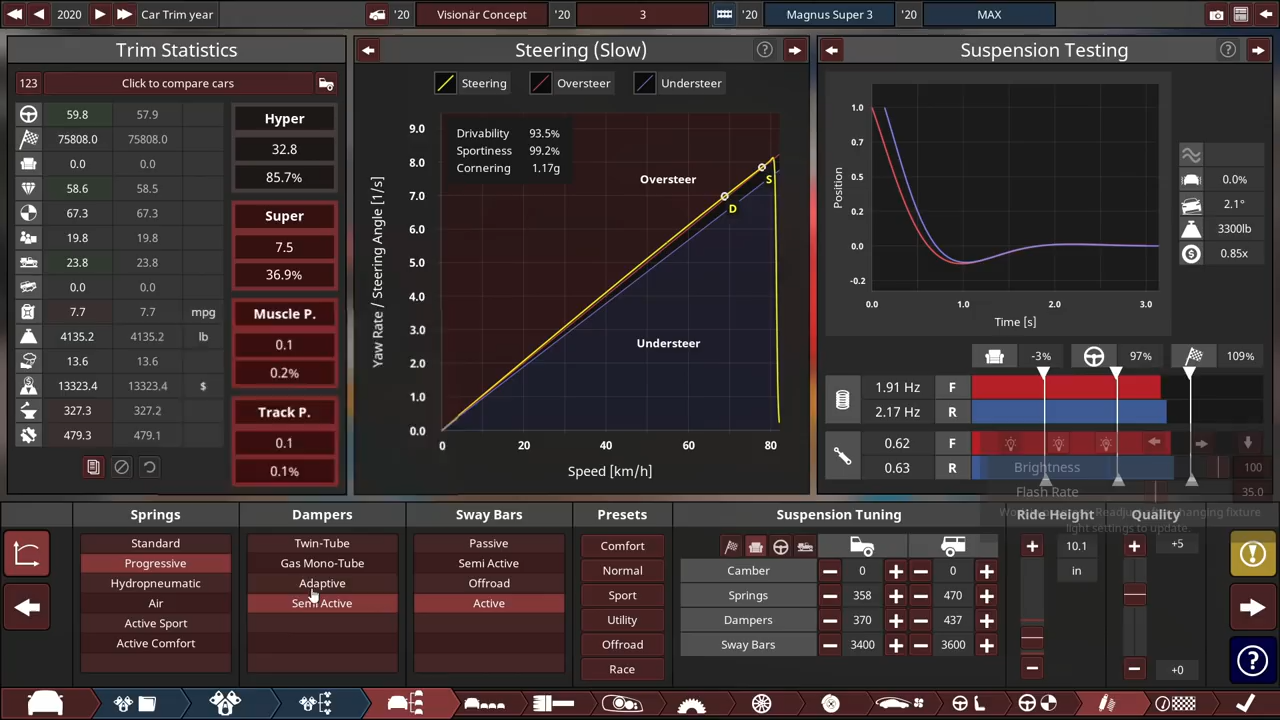 2020 Car Trim year '20 Visionär Concept '20 3 '20 Magnus Super 3 '20 MAX
Trim Statistics
123 Click to compare cars
59.8 57.9
75808.0 75808.0
0.0 0.0
58.6 58.5
67.3 67.3
19.8 19.8
23.8 23.8
0.0 0.0
7.7 7.7 mpg
4135.2 4135.2 lb
13.6 13.6
13323.4 13323.4 $
327.3 327.2
479.3 479.1
Hyper
32.8
85.7%
Super
7.5
36.9%
Muscle P.
0.1
0.2%
Track P.
0.1
0.1%
Steering (Slow) ?
Steering Oversteer Understeer
Drivability 93.5%
Sportiness 99.2%
Cornering 1.17g
Oversteer
S
D
Understeer
Yaw Rate / Steering Angle [1/s]
9.0
8.0
7.0
6.0
5.0
4.0
3.0
2.0
1.0
0.0
0 20 40 60 80
Speed [km/h]
Suspension Testing ?
Position
1.0
0.7
0.5
0.2
0.0
-0.2
0.0 1.0 2.0 3.0
Time [s]
0.0%
2.1°
3300lb
0.85x
-3% 97% 109%
1.91 Hz F
2.17 Hz R
0.62 F
0.63 R
Brightness 100
Flash Rate 35.0
light settings to update.
Springs
Standard
Progressive
Hydropneumatic
Air
Active Sport
Active Comfort
Dampers
Twin-Tube
Gas Mono-Tube
Adaptive
Semi Active
Sway Bars
Passive
Semi Active
Offroad
Active
Presets
Comfort
Normal
Sport
Utility
Offroad
Race
Suspension Tuning
Camber 0 0
Springs 358 470
Dampers 370 437
Sway Bars 3400 3600
Ride Height
10.1
in
Quality
+5
+0
?